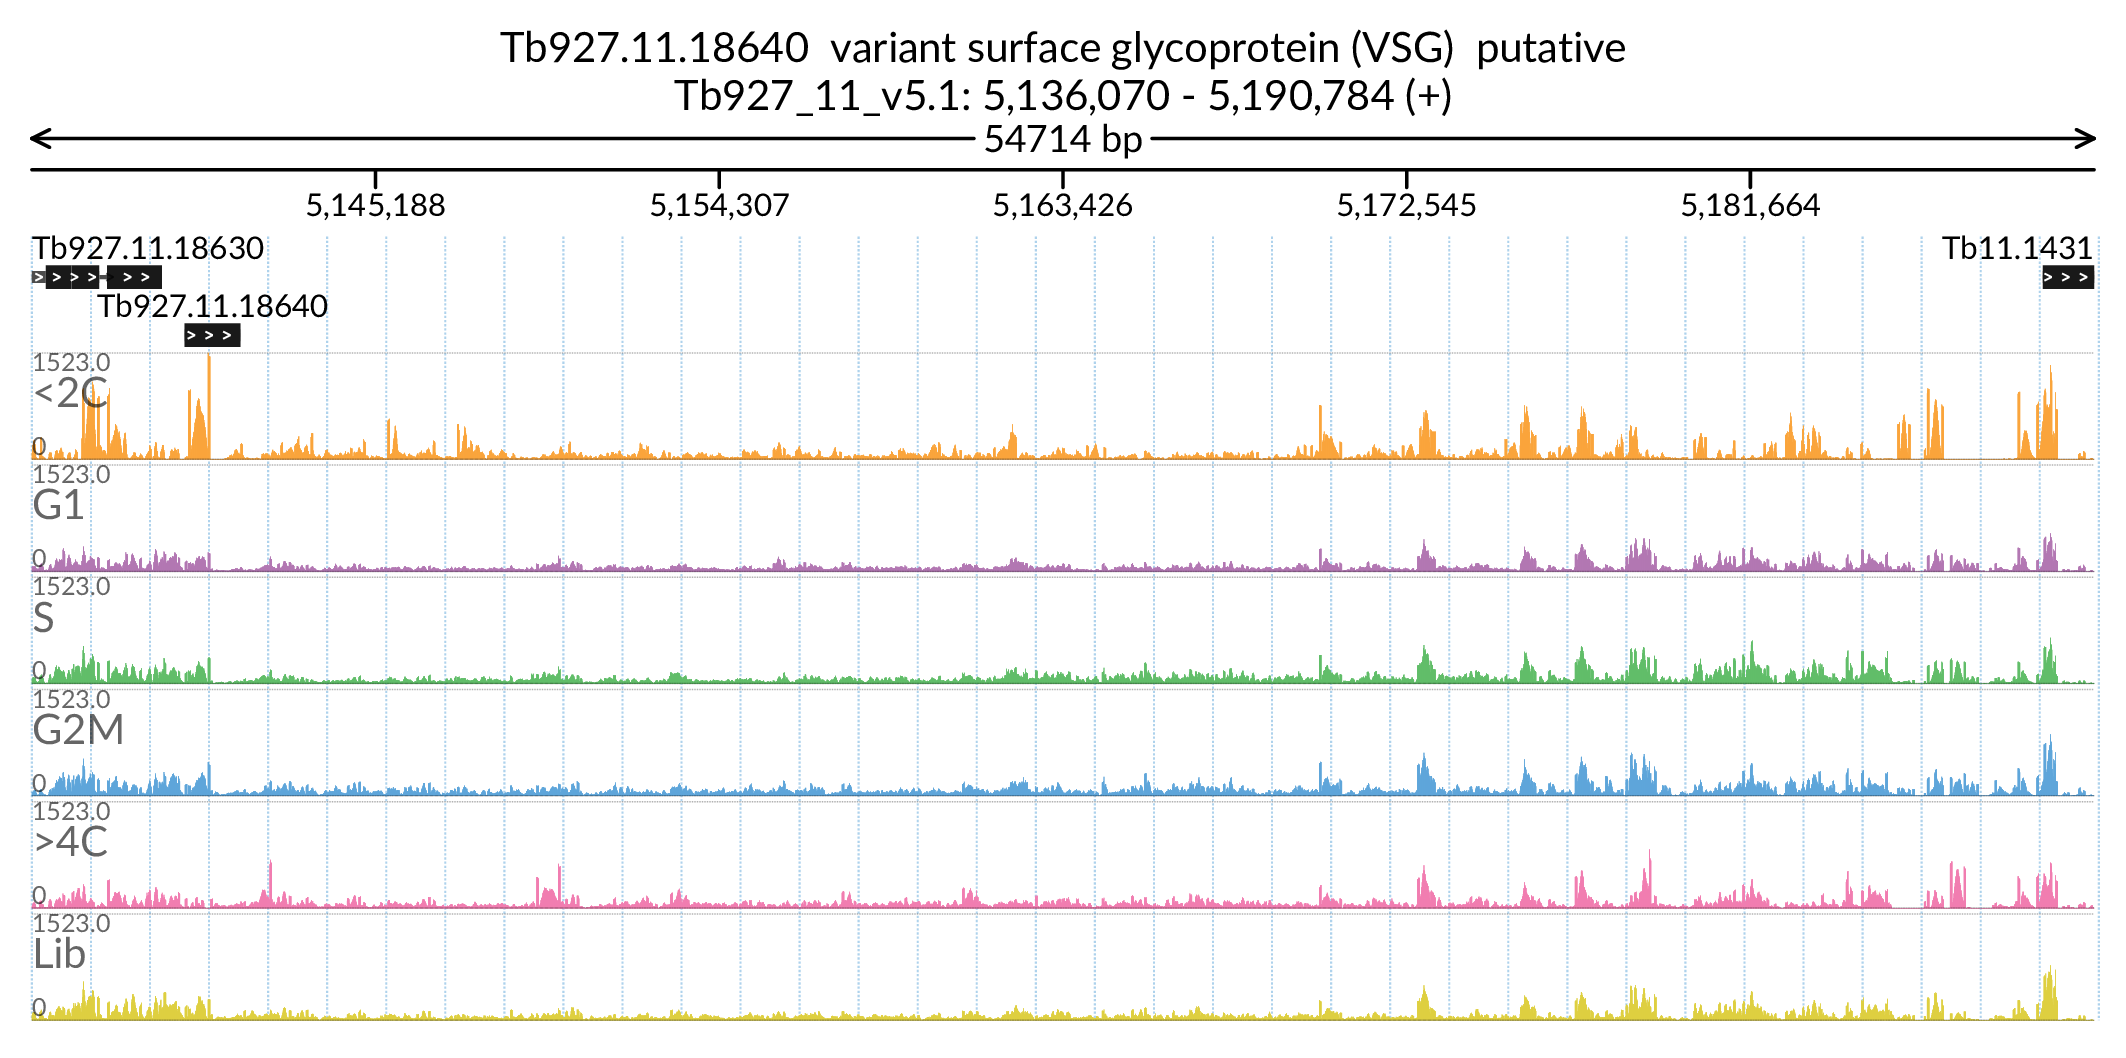 Tb927.11.18640 variant surface glycoprotein (VSG) putative
Tb927_11_v5.1: 5,136,070 - 5,190,784 (+)
54714 bp
5,145,188 5,154,307 5,163,426 5,172,545 5,181,664
Tb927.11.18630 Tb11.1431
Tb927.11.18640
1523.0
<2C
0
1523.0
G1
0
1523.0
S
0
1523.0
G2M
0
1523.0
>4C
0
1523.0
Lib
0